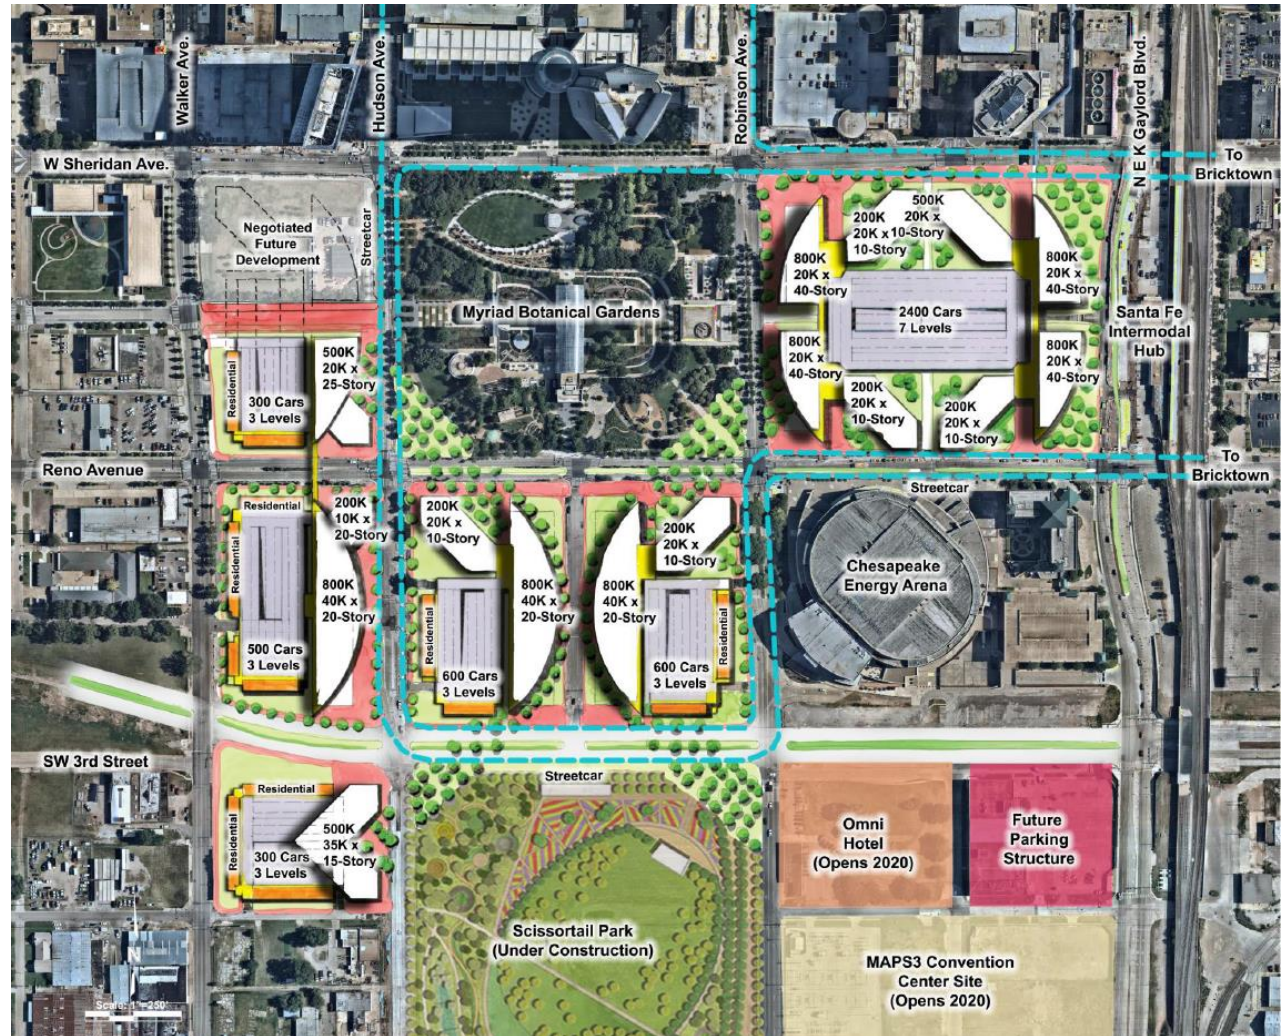 Walker Ave.
Hudson Ave.
Robinson Ave.
N E K Gaylord Blvd.
W Sheridan Ave.
To
Bricktown
Negotiated
Future
Development
Streetcar
Myriad Botanical Gardens
500K
20K x
10-Story
200K
20K x
10-Story
800K
20K x
40-Story
800K
20K x
40-Story
2400 Cars
7 Levels
Santa Fe
Intermodal
Hub
800K
20K x
40-Story
800K
20K x
40-Story
200K
20K x
10-Story
200K
20K x
10-Story
500K
20K x
25-Story
Residential
300 Cars
3 Levels
Reno Avenue
To
Bricktown
Streetcar
Residential
200K
10K x
20-Story
Residential
800K
40K x
20-Story
500 Cars
3 Levels
200K
20K x
10-Story
800K
40K x
20-Story
Residential
600 Cars
3 Levels
200K
20K x
10-Story
800K
40K x
20-Story
Residential
600 Cars
3 Levels
Chesapeake
Energy Arena
SW 3rd Street
Streetcar
Residential
Residential
500K
35K x
15-Story
300 Cars
3 Levels
Omni
Hotel
(Opens 2020)
Future
Parking
Structure
Scissortail Park
(Under Construction)
MAPS3 Convention
Center Site
(Opens 2020)
N
Scale: 1"=250'